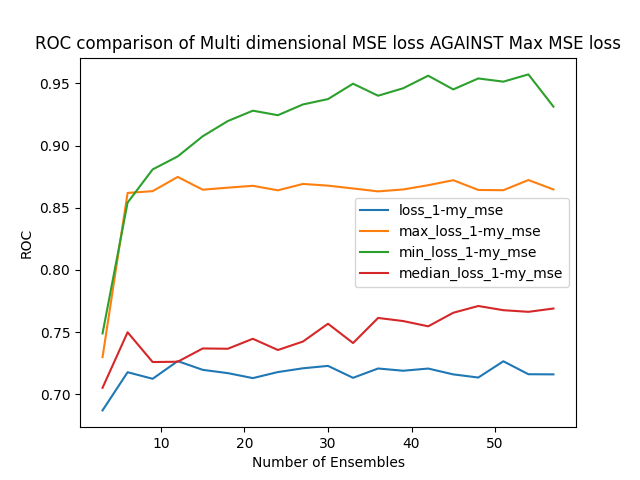 ROC comparison of Multi dimensional MSE loss AGAINST Max MSE loss
0.95
0.90
0.85
0.80
0.75
0.70
ROC
loss_1-my_mse
max_loss_1-my_mse
min_loss_1-my_mse
median_loss_1-my_mse
10
20
30
40
50
Number of Ensembles